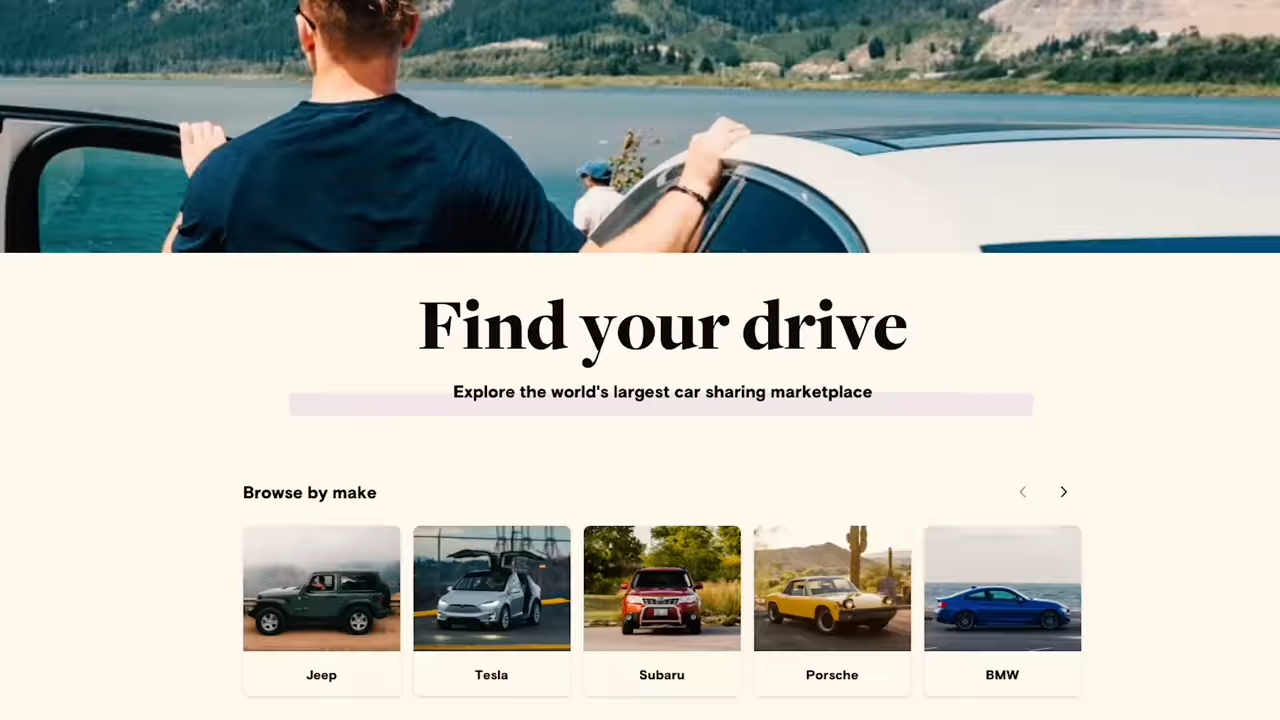 Find your drive
Explore the world's largest car sharing marketplace
Browse by make
Jeep
Tesla
Subaru
Porsche
BMW